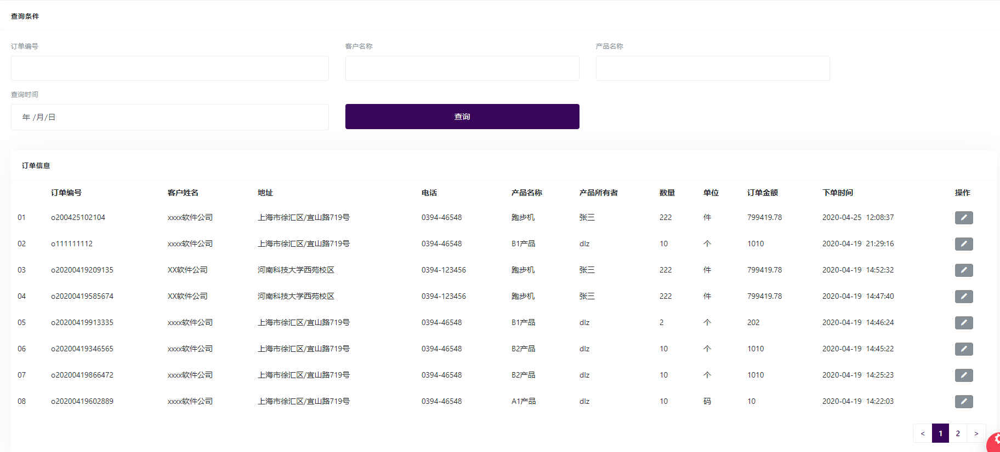 查询条件
订单编号 客户名称 产品名称
查询时间
年 /月/日 查询
订单信息
订单编号 客户姓名 地址 电话 产品名称 产品所有者 数量 单位 订单金额 下单时间 操作
01 o200425102104 xxxx软件公司 上海市徐汇区/宜山路719号 0394-46548 跑步机 张三 222 件 799419.78 2020-04-25 12:08:37
02 o111111112 xxxx软件公司 上海市徐汇区/宜山路719号 0394-46548 B1产品 dlz 10 个 1010 2020-04-19 21:29:16
03 o20200419209135 XX软件公司 河南科技大学西苑校区 0394-123456 跑步机 张三 222 件 799419.78 2020-04-19 14:52:32
04 o20200419585674 XX软件公司 河南科技大学西苑校区 0394-123456 跑步机 张三 222 件 799419.78 2020-04-19 14:47:40
05 o20200419913335 xxxx软件公司 上海市徐汇区/宜山路719号 0394-46548 B1产品 dlz 2 个 202 2020-04-19 14:46:24
06 o20200419346565 xxxx软件公司 上海市徐汇区/宜山路719号 0394-46548 B2产品 dlz 10 个 1010 2020-04-19 14:45:22
07 o20200419866472 xxxx软件公司 上海市徐汇区/宜山路719号 0394-46548 B2产品 dlz 10 个 1010 2020-04-19 14:25:23
08 o20200419602889 xxxx软件公司 上海市徐汇区/宜山路719号 0394-46548 A1产品 dlz 10 码 10 2020-04-19 14:22:03
< 1 2 >